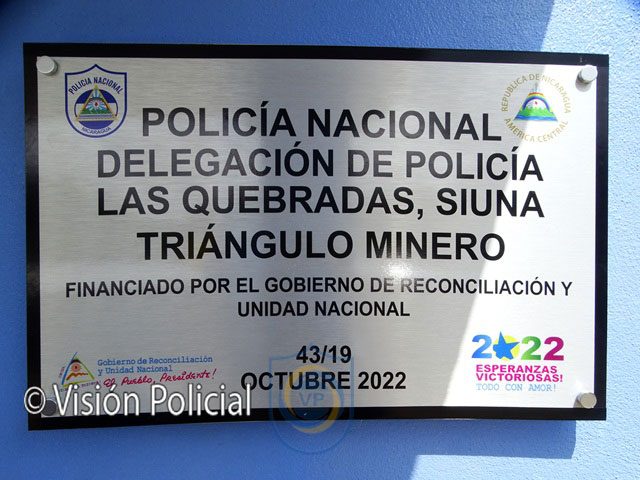 POLICIA NACIONAL
NICARAGUA
REPUBLICA DE NICARAGUA
AMERICA CENTRAL
POLICÍA NACIONAL
DELEGACIÓN DE POLICÍA
LAS QUEBRADAS, SIUNA
TRIÁNGULO MINERO
FINANCIADO POR EL GOBIERNO DE RECONCILIACIÓN Y
UNIDAD NACIONAL
43/19
OCTUBRE 2022
Gobierno de Reconciliación
y Unidad Nacional
El Pueblo, Presidente!
2022
ESPERANZAS
VICTORIOSAS!
TODO CON AMOR!
© Visión Policial
VP